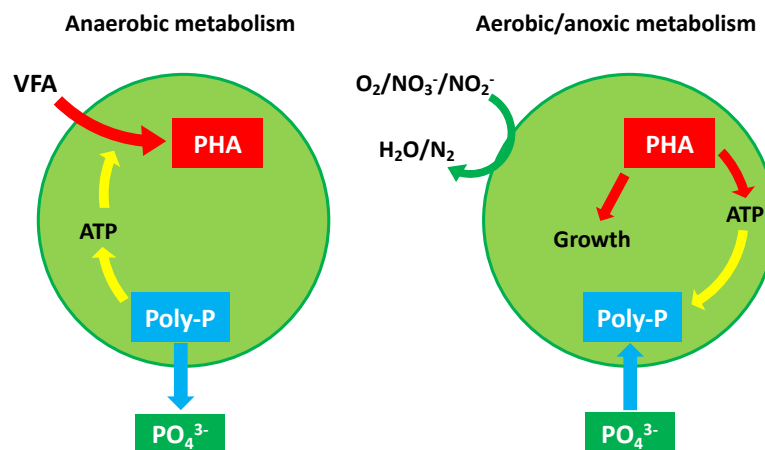 Anaerobic metabolism
VFA
PHA
ATP
Poly-P
PO₄³⁻
Aerobic/anoxic metabolism
O₂/NO₃⁻/NO₂⁻
H₂O/N₂
PHA
ATP
Growth
Poly-P
PO₄³⁻